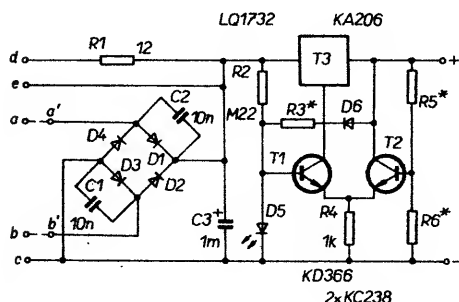 LQ1732 KA206
d R1 12 T3 +
e C2 R2
a a' 10n M22 R3* D6 R5*
D4 D1 T1 T2
D3 D2
C1 C3 + D5 R4 R6*
b b' 10n 1m 1k
c -
KD366
2xKC238